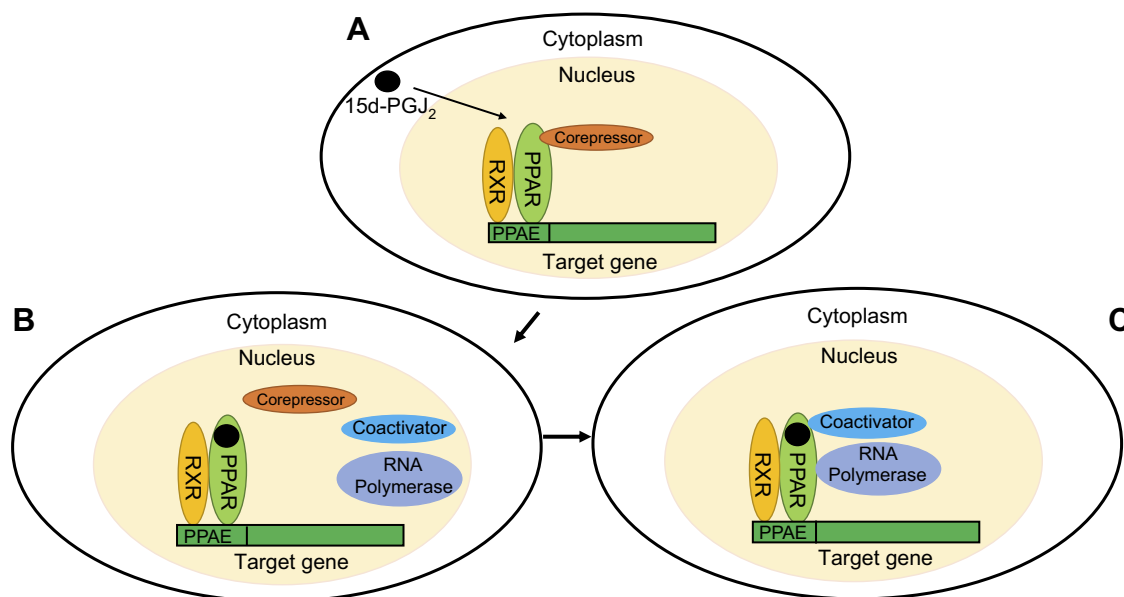 A
Cytoplasm
Nucleus
15d-PGJ₂
Corepressor
RXR
PPAR
PPAE
Target gene
B
Cytoplasm
Nucleus
Corepressor
Coactivator
RNA
Polymerase
RXR
PPAR
PPAE
Target gene
C
Cytoplasm
Nucleus
Coactivator
RNA
Polymerase
RXR
PPAR
PPAE
Target gene